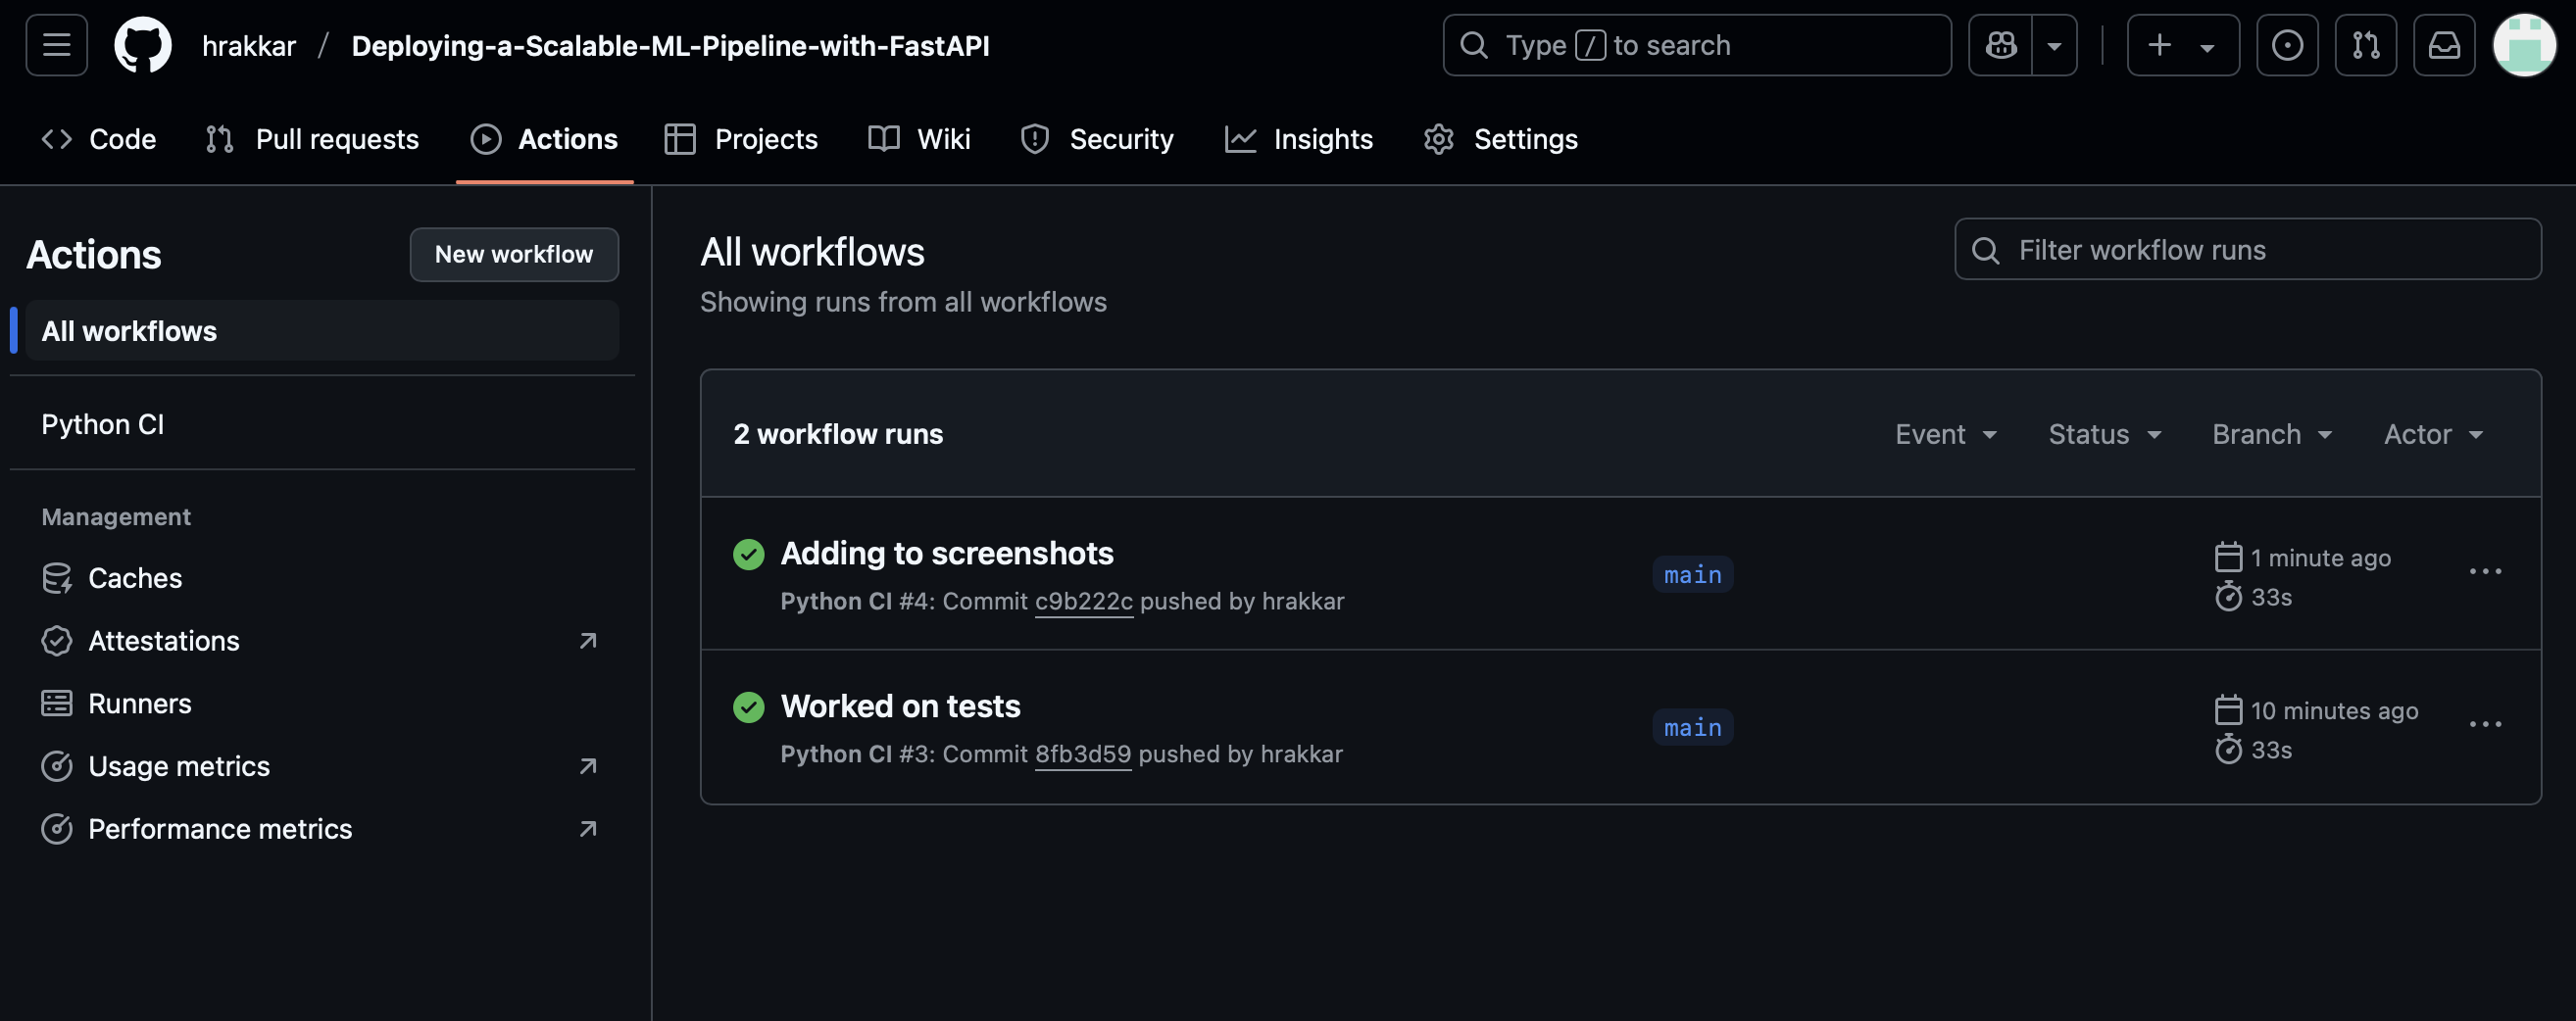 hrakkar / Deploying-a-Scalable-ML-Pipeline-with-FastAPI
Type / to search
Code
Pull requests
Actions
Projects
Wiki
Security
Insights
Settings
Actions
New workflow
All workflows
Python CI
Management
Caches
Attestations
Runners
Usage metrics
Performance metrics
All workflows
Showing runs from all workflows
Filter workflow runs
2 workflow runs
Event
Status
Branch
Actor
Adding to screenshots
Python CI #4: Commit c9b222c pushed by hrakkar
main
1 minute ago
33s
Worked on tests
Python CI #3: Commit 8fb3d59 pushed by hrakkar
main
10 minutes ago
33s